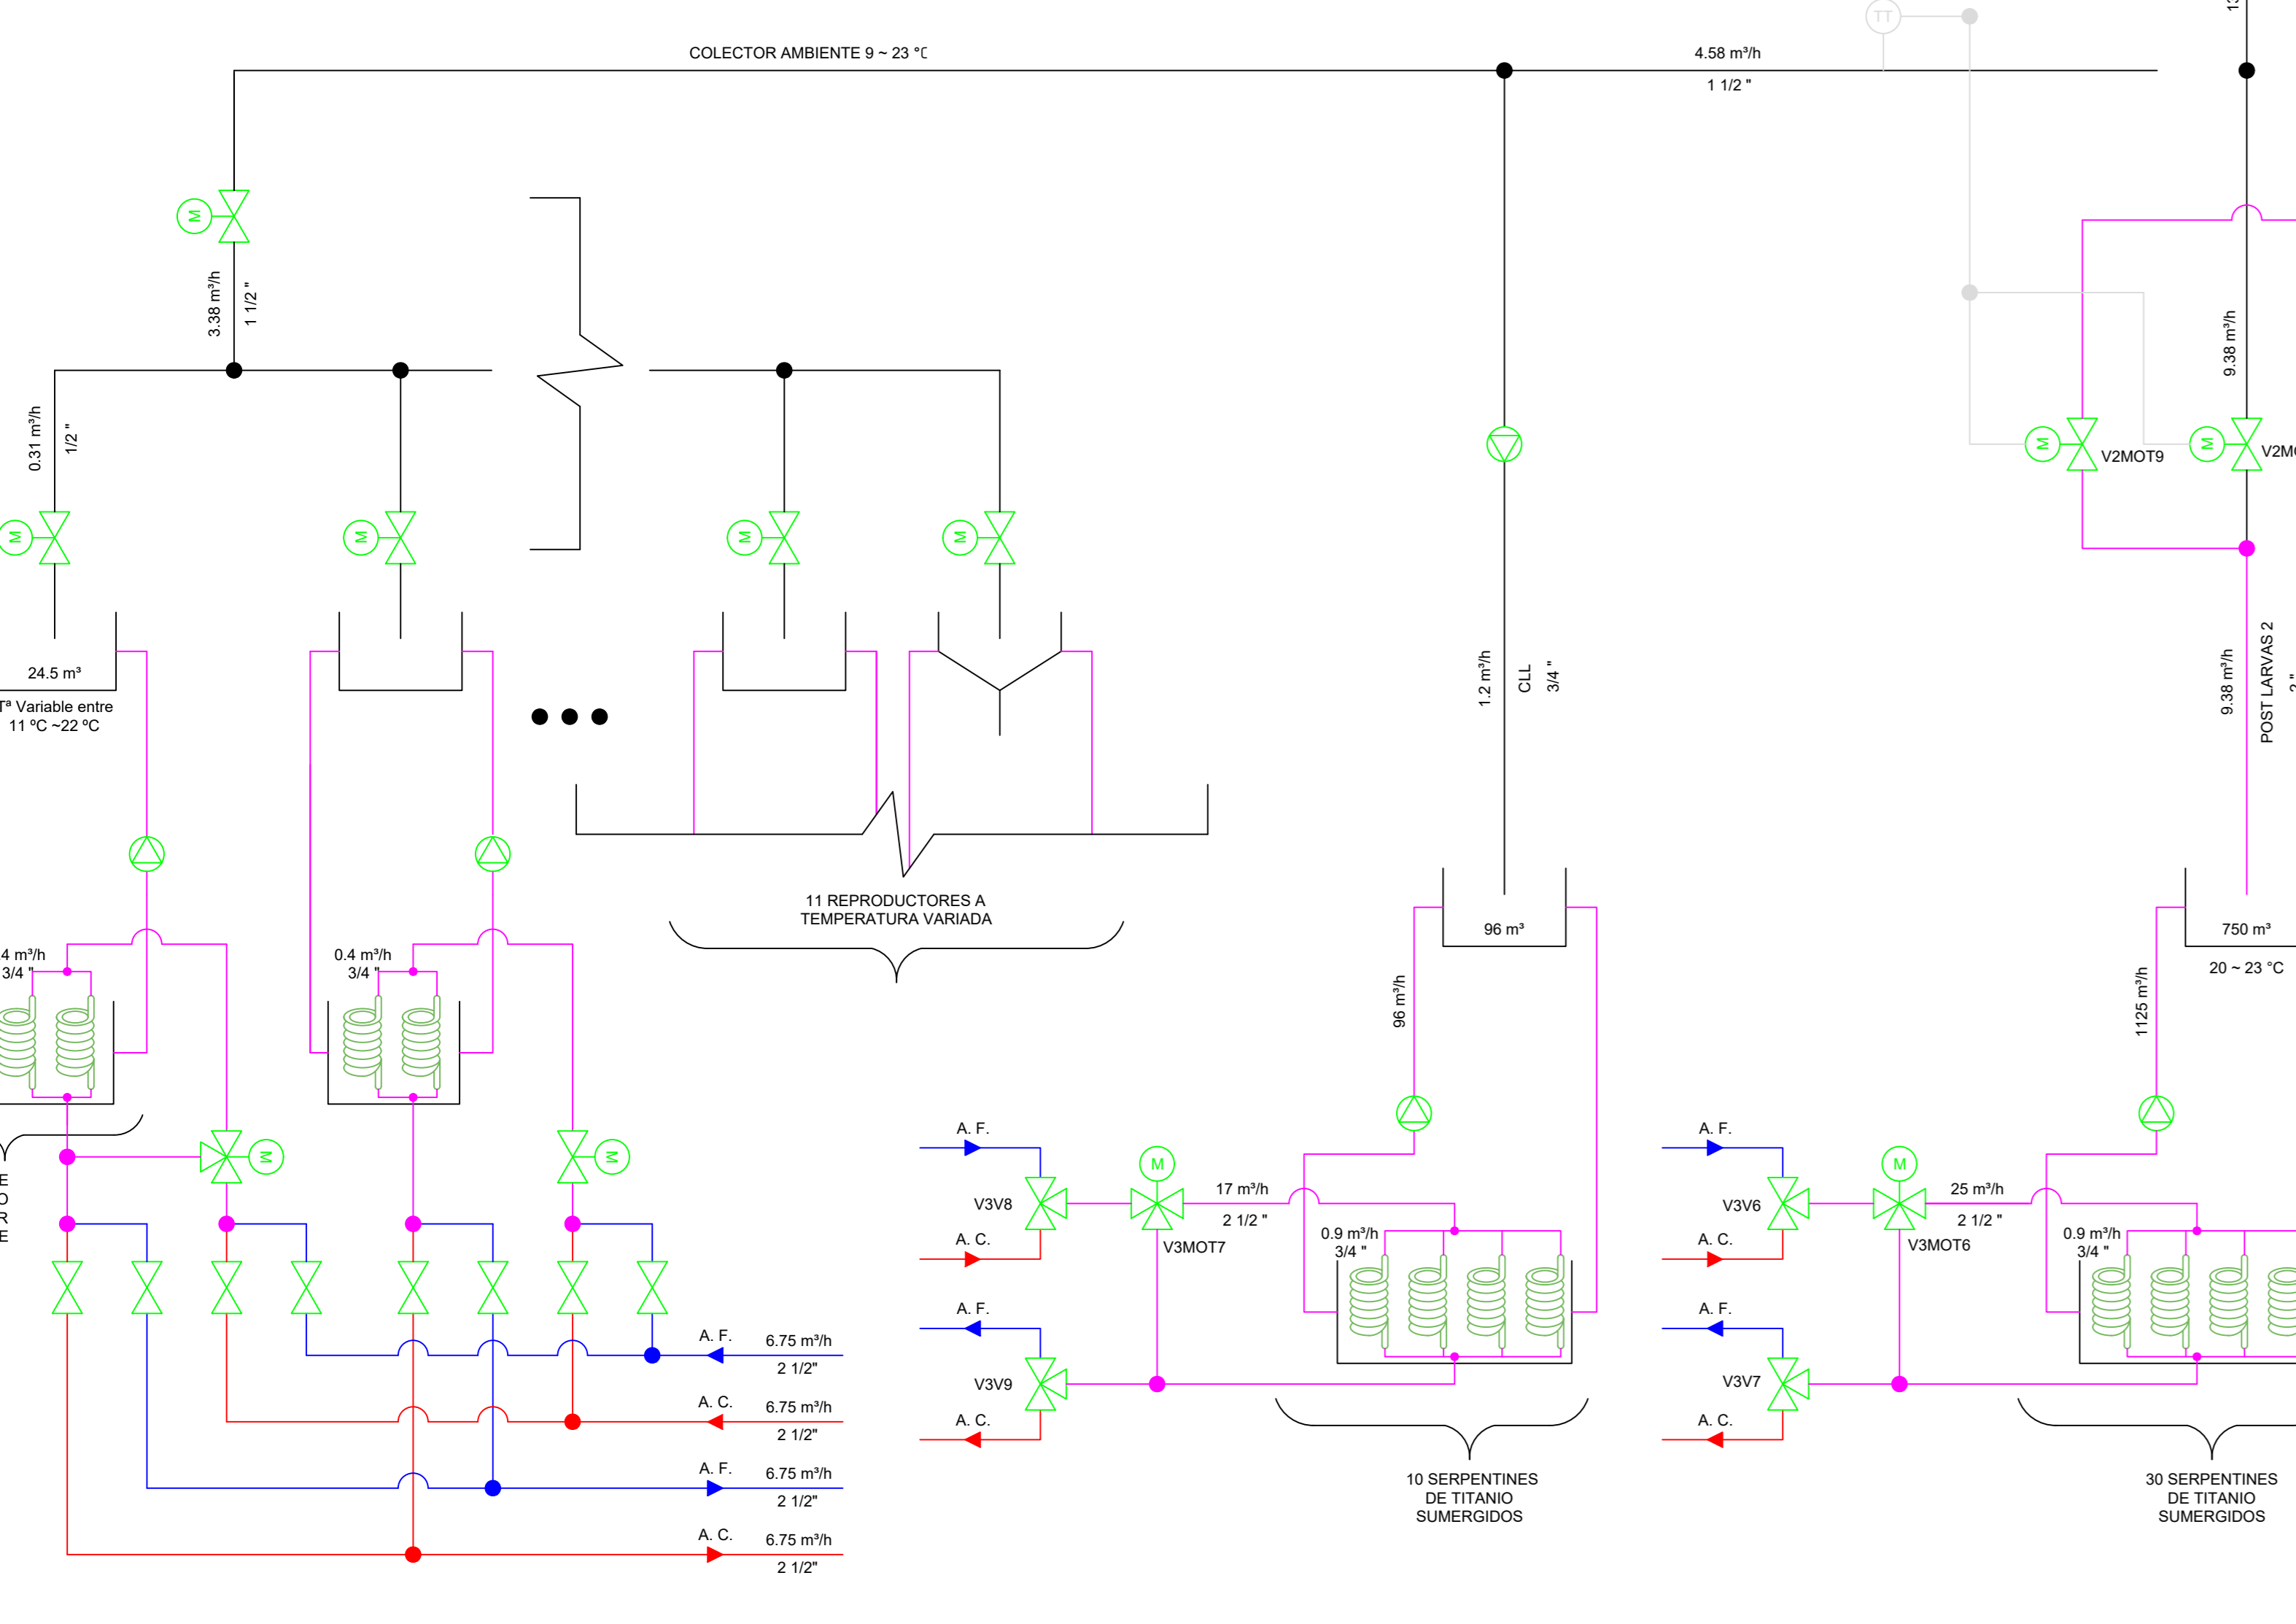 TT
13
COLECTOR AMBIENTE 9 ~ 23 °C
4.58 m³/h
1 1/2 "
M
3.38 m³/h
1 1/2 "
0.31 m³/h
1/2 "
9.38 m³/h
M
M
M
M
M
V2MOT9
M
V2MO
24.5 m³
Tª Variable entre
11 ºC ~22 ºC
1.2 m³/h
CLL
3/4 "
9.38 m³/h
POST LARVAS 2
2 "
11 REPRODUCTORES A
TEMPERATURA VARIADA
96 m³
750 m³
20 ~ 23 °C
.4 m³/h
3/4 "
0.4 m³/h
3/4 "
96 m³/h
1125 m³/h
M
M
E
O
R
E
A. F.
V3V8
A. C.
M
V3MOT7
17 m³/h
2 1/2 "
0.9 m³/h
3/4 "
A. F.
V3V6
A. C.
M
V3MOT6
25 m³/h
2 1/2 "
0.9 m³/h
3/4 "
A. F.
V3V9
A. C.
A. F.
V3V7
A. C.
A. F.
6.75 m³/h
2 1/2"
A. C.
6.75 m³/h
2 1/2"
A. F.
6.75 m³/h
2 1/2"
A. C.
6.75 m³/h
2 1/2"
10 SERPENTINES
DE TITANIO
SUMERGIDOS
30 SERPENTINES
DE TITANIO
SUMERGIDOS